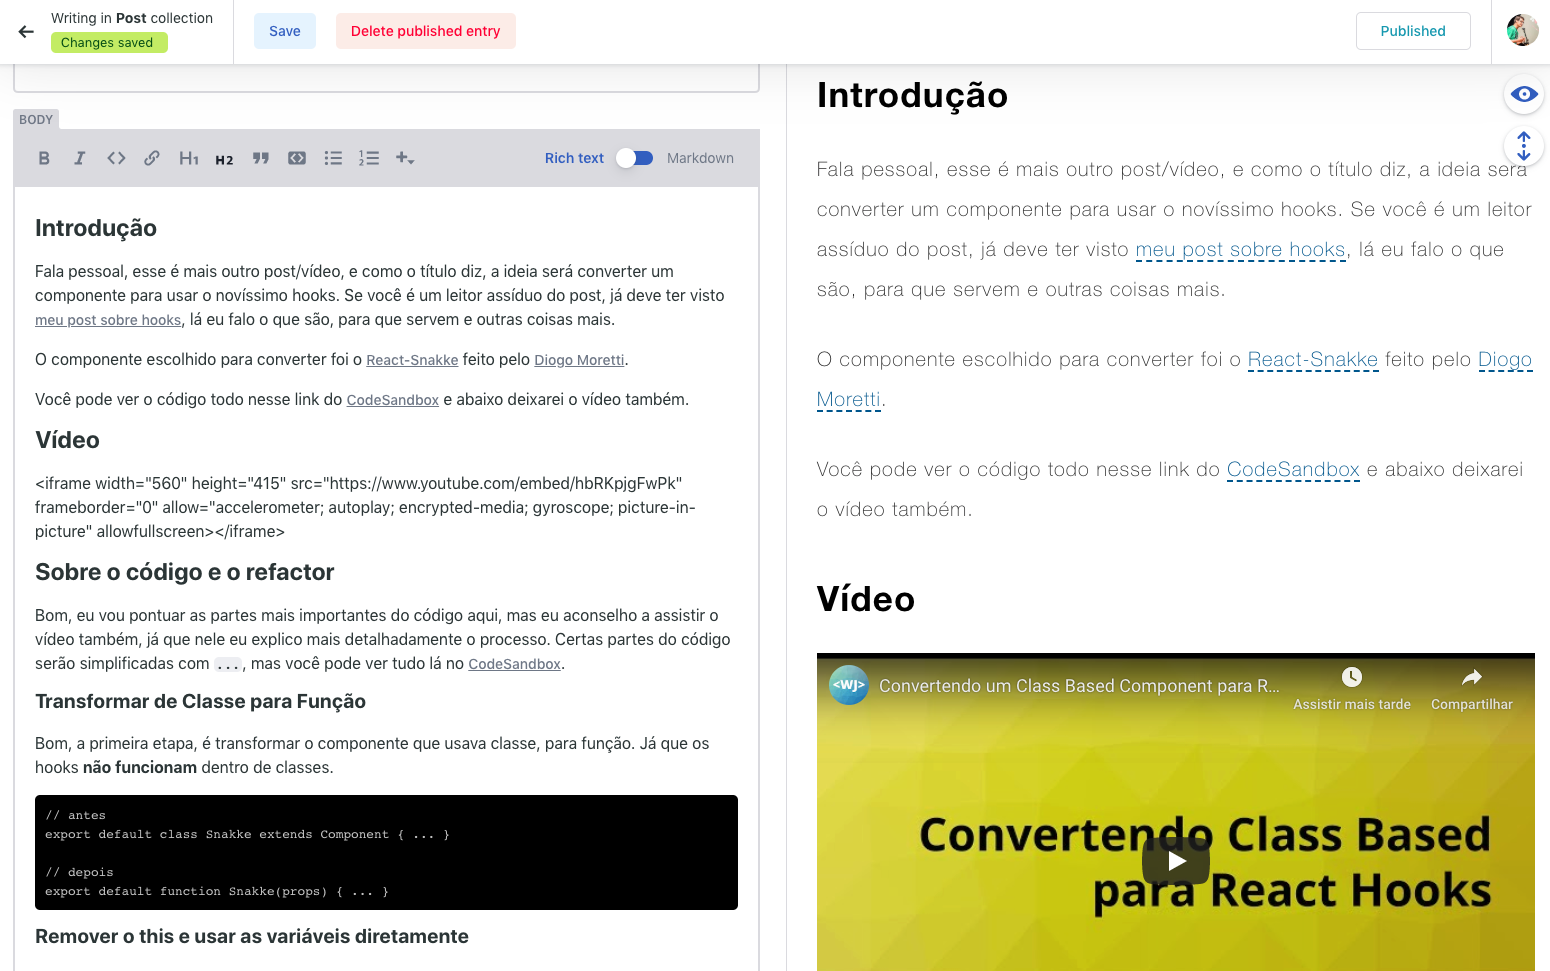 Writing in Post collection
Changes saved
Save
Delete published entry
Published
BODY
B I H1 H2
Rich text
Markdown
Introdução
Fala pessoal, esse é mais outro post/vídeo, e como o título diz, a ideia será converter um
componente para usar o novíssimo hooks. Se você é um leitor assíduo do post, já deve ter visto
meu post sobre hooks, lá eu falo o que são, para que servem e outras coisas mais.
O componente escolhido para converter foi o React-Snakke feito pelo Diogo Moretti.
Você pode ver o código todo nesse link do CodeSandbox e abaixo deixarei o vídeo também.
Vídeo
<iframe width="560" height="415" src="https://www.youtube.com/embed/hbRKpjgFwPk"
frameborder="0" allow="accelerometer; autoplay; encrypted-media; gyroscope; picture-in-
picture" allowfullscreen></iframe>
Sobre o código e o refactor
Bom, eu vou pontuar as partes mais importantes do código aqui, mas eu aconselho a assistir o
vídeo também, já que nele eu explico mais detalhadamente o processo. Certas partes do código
serão simplificadas com ..., mas você pode ver tudo lá no CodeSandbox.
Transformar de Classe para Função
Bom, a primeira etapa, é transformar o componente que usava classe, para função. Já que os
hooks não funcionam dentro de classes.
// antes
export default class Snakke extends Component { ... }
// depois
export default function Snakke(props) { ... }
Remover o this e usar as variáveis diretamente
Introdução
Fala pessoal, esse é mais outro post/vídeo, e como o título diz, a ideia será
converter um componente para usar o novíssimo hooks. Se você é um leitor
assíduo do post, já deve ter visto meu post sobre hooks, lá eu falo o que
são, para que servem e outras coisas mais.
O componente escolhido para converter foi o React-Snakke feito pelo Diogo
Moretti.
Você pode ver o código todo nesse link do CodeSandbox e abaixo deixarei
o vídeo também.
Vídeo
<WJ>
Convertendo um Class Based Component para R...
Assistir mais tarde
Compartilhar
Convertendo Class Based
para React Hooks